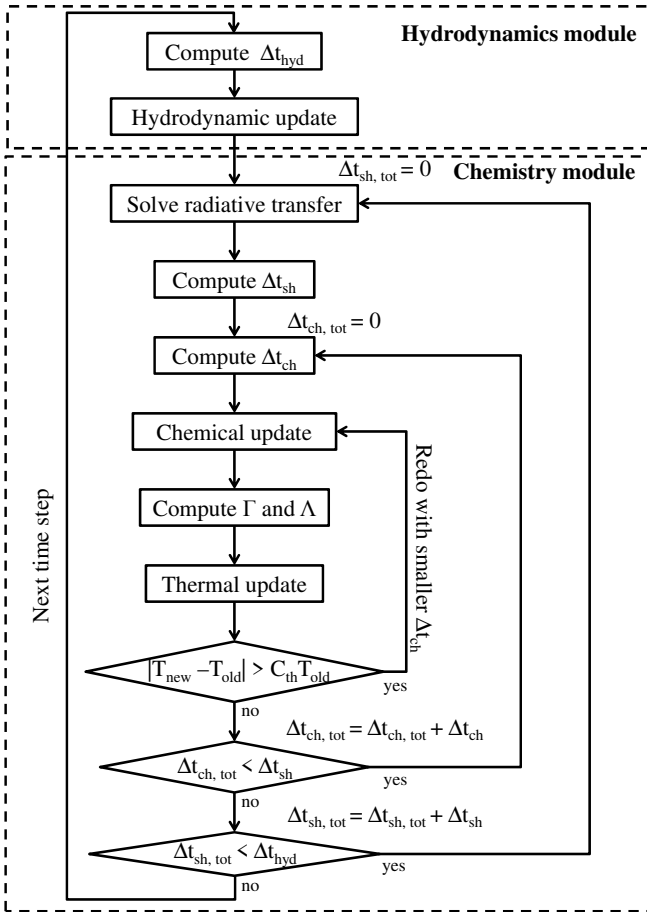 Hydrodynamics module
Compute Δt_hyd
Hydrodynamic update
Δt_sh, tot = 0
Chemistry module
Solve radiative transfer
Compute Δt_sh
Δt_ch, tot = 0
Compute Δt_ch
Chemical update
Redo with smaller Δt_ch
Compute Γ and Λ
Next time step
Thermal update
|T_new –T_old| > C_th T_old
yes
no
Δt_ch, tot = Δt_ch, tot + Δt_ch
Δt_ch, tot < Δt_sh
yes
no
Δt_sh, tot = Δt_sh, tot + Δt_sh
Δt_sh, tot < Δt_hyd
yes
no